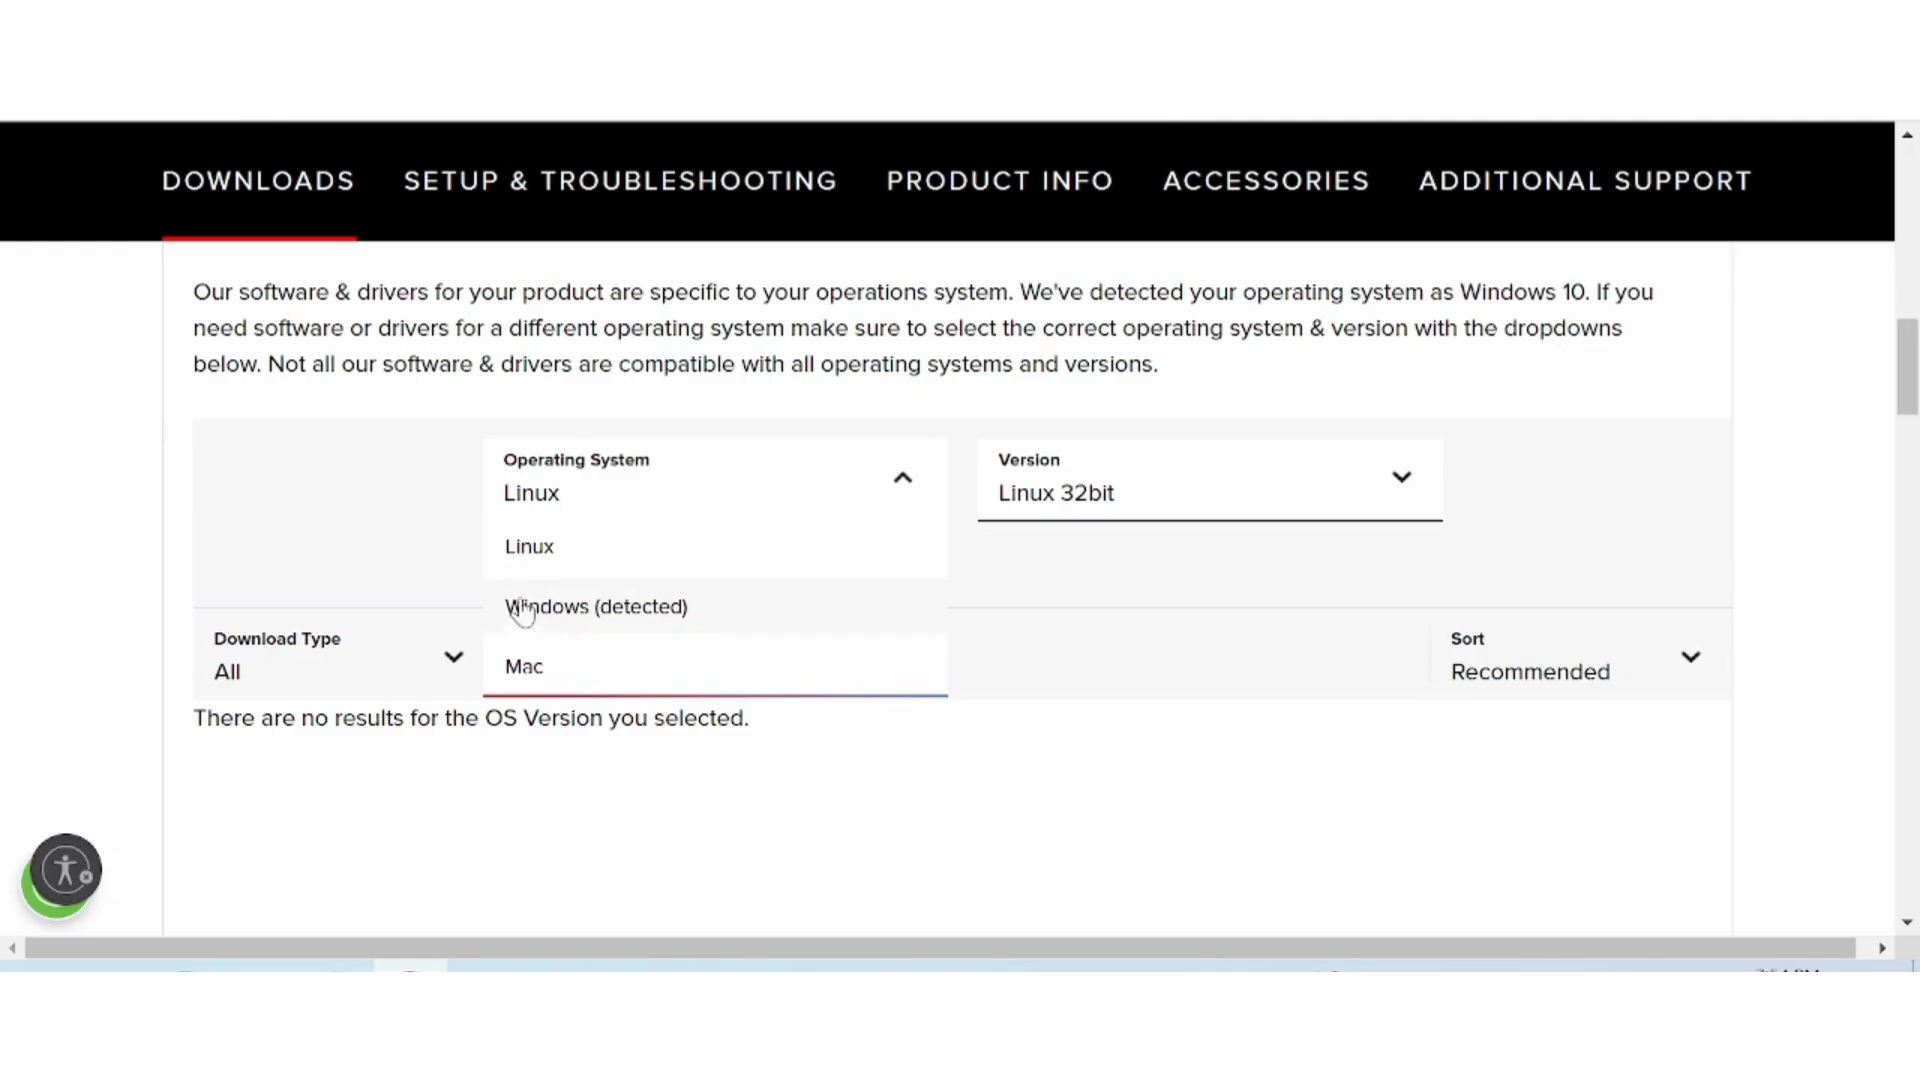 DOWNLOADS SETUP & TROUBLESHOOTING PRODUCT INFO ACCESSORIES ADDITIONAL SUPPORT
Our software & drivers for your product are specific to your operations system. We've detected your operating system as Windows 10. If you
need software or drivers for a different operating system make sure to select the correct operating system & version with the dropdowns
below. Not all our software & drivers are compatible with all operating systems and versions.
Operating System
Linux
Version
Linux 32bit
Linux
Windows (detected)
Mac
Download Type
All
Sort
Recommended
There are no results for the OS Version you selected.